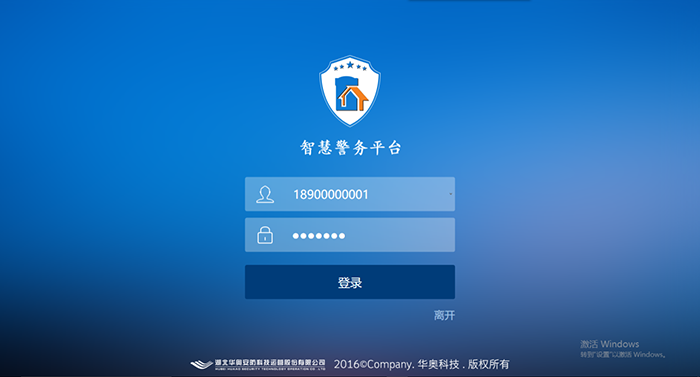 智慧警务平台
18900000001
登录
离开
激活 Windows
转到"设置"以激活 Windows。
湖北华奥安防科技运营股份有限公司
HUBEI HUAAO SECURITY TECHNOLOGY OPERATION CO., LTD
2016©Company. 华奥科技 . 版权所有